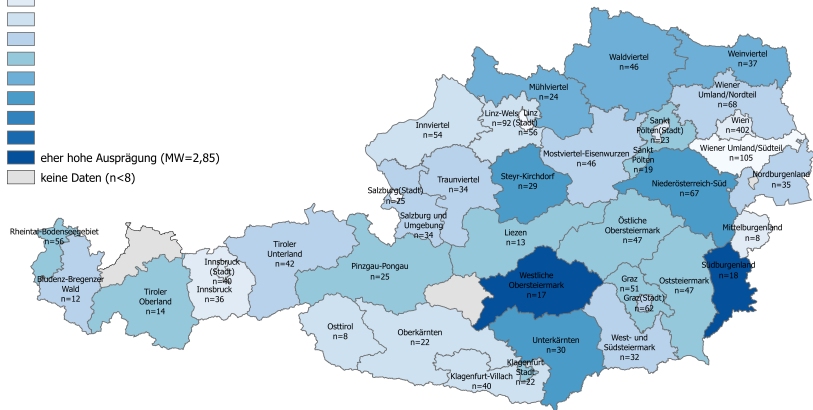 Waldviertel
n=46
Weinviertel
n=37
Mühlviertel
n=24
Wiener
Umland/Nordteil
n=68
Linz-Wels
n=92
Linz
(Stadt)
n=56
Innviertel
n=54
Sankt
Pölten(Stadt)
n=23
Wien
n=402
Wiener Umland/Südteil
n=105
Mostviertel-Eisenwurzen
n=46
Sankt
Pölten
n=19
eher hohe Ausprägung (MW=2,85)
keine Daten (n<8)
Steyr-Kirchdorf
n=29
Traunviertel
n=34
Nordburgenland
n=35
Niederösterreich-Süd
n=67
Salzburg(Stadt)
n=25
Salzburg und
Umgebung
n=34
Rheintal-Bodenseegebiet
n=56
Liezen
n=13
Östliche
Obersteiermark
n=47
Mittelburgenland
n=8
Tiroler
Unterland
n=42
Pinzgau-Pongau
n=25
Innsbruck
(Stadt)
n=40
Innsbruck
n=36
Bludenz-Bregenzer
Wald
n=12
Tiroler
Oberland
n=14
Westliche
Obersteiermark
n=17
Graz
n=51
Graz(Stadt)
n=62
Oststeiermark
n=47
Südburgenland
n=18
Osttirol
n=8
Oberkärnten
n=22
Unterkärnten
n=30
West- und
Südsteiermark
n=32
Klagenfurt-Villach
n=40
Klagenfurt
Stadt
n=22